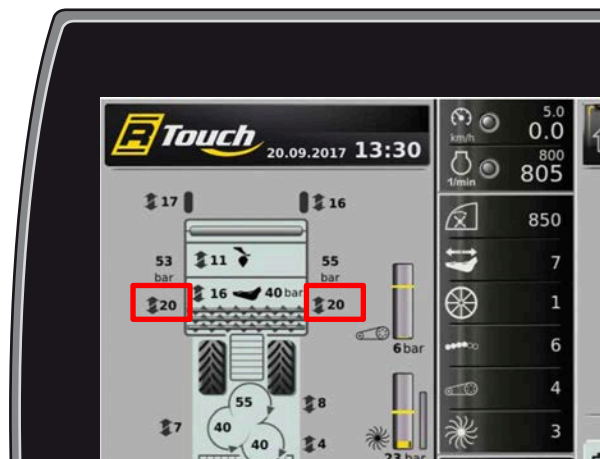 R Touch 20.09.2017 13:30
5.0
km/h 0.0
800
1/min 805
17 16
850
53 11 55
bar bar
7
16 40 bar
20 20
1
6 bar
6
55
8
4
7 40
40 4
3
23 bar